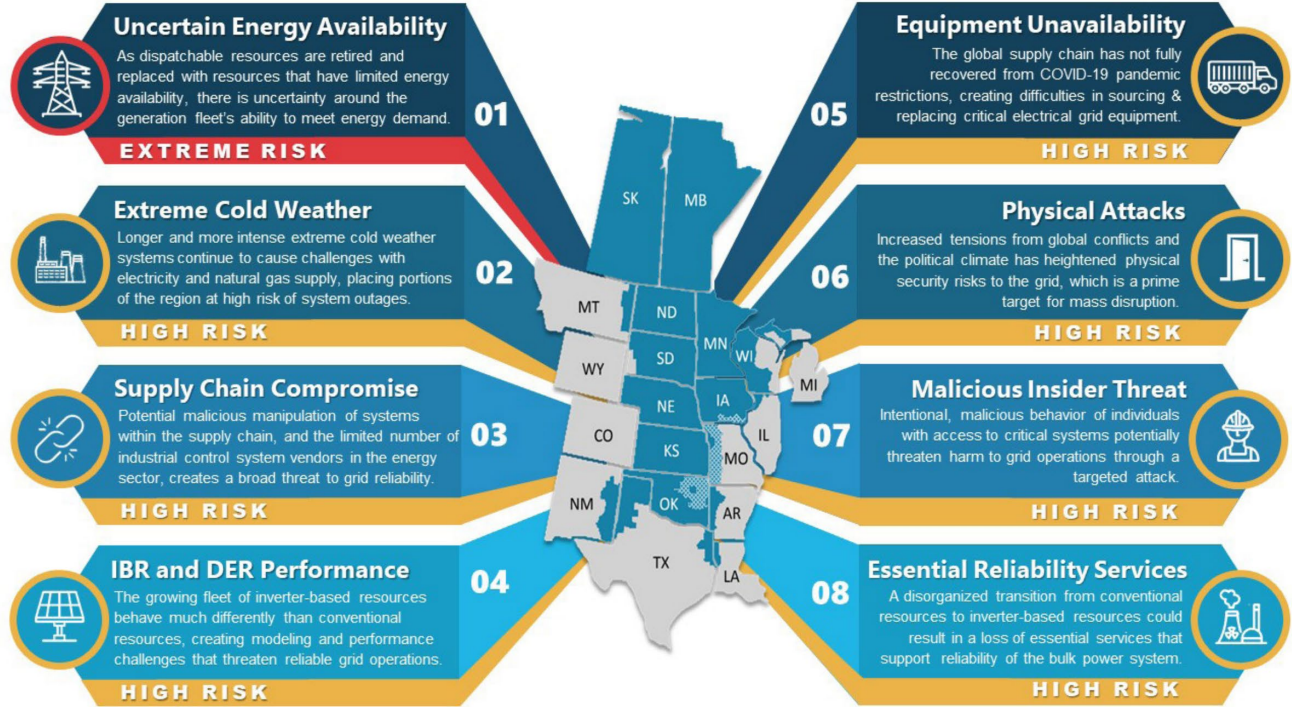 Uncertain Energy Availability
As dispatchable resources are retired and
replaced with resources that have limited energy
availability, there is uncertainty around the
generation fleet's ability to meet energy demand.
EXTREME RISK
01
Extreme Cold Weather
Longer and more intense extreme cold weather
systems continue to cause challenges with
electricity and natural gas supply, placing portions
of the region at high risk of system outages.
HIGH RISK
02
Supply Chain Compromise
Potential malicious manipulation of systems
within the supply chain, and the limited number of
industrial control system vendors in the energy
sector, creates a broad threat to grid reliability.
HIGH RISK
03
IBR and DER Performance
The growing fleet of inverter-based resources
behave much differently than conventional
resources, creating modeling and performance
challenges that threaten reliable grid operations.
HIGH RISK
04
SK
MB
MT
ND
MN
WI
MI
WY
SD
IA
NE
CO
KS
MO
IL
NM
OK
AR
TX
LA
05
Equipment Unavailability
The global supply chain has not fully
recovered from COVID-19 pandemic
restrictions, creating difficulties in sourcing &
replacing critical electrical grid equipment.
HIGH RISK
06
Physical Attacks
Increased tensions from global conflicts and
the political climate has heightened physical
security risks to the grid, which is a prime
target for mass disruption.
HIGH RISK
07
Malicious Insider Threat
Intentional, malicious behavior of individuals
with access to critical systems potentially
threaten harm to grid operations through a
targeted attack.
HIGH RISK
08
Essential Reliability Services
A disorganized transition from conventional
resources to inverter-based resources could
result in a loss of essential services that
support reliability of the bulk power system.
HIGH RISK